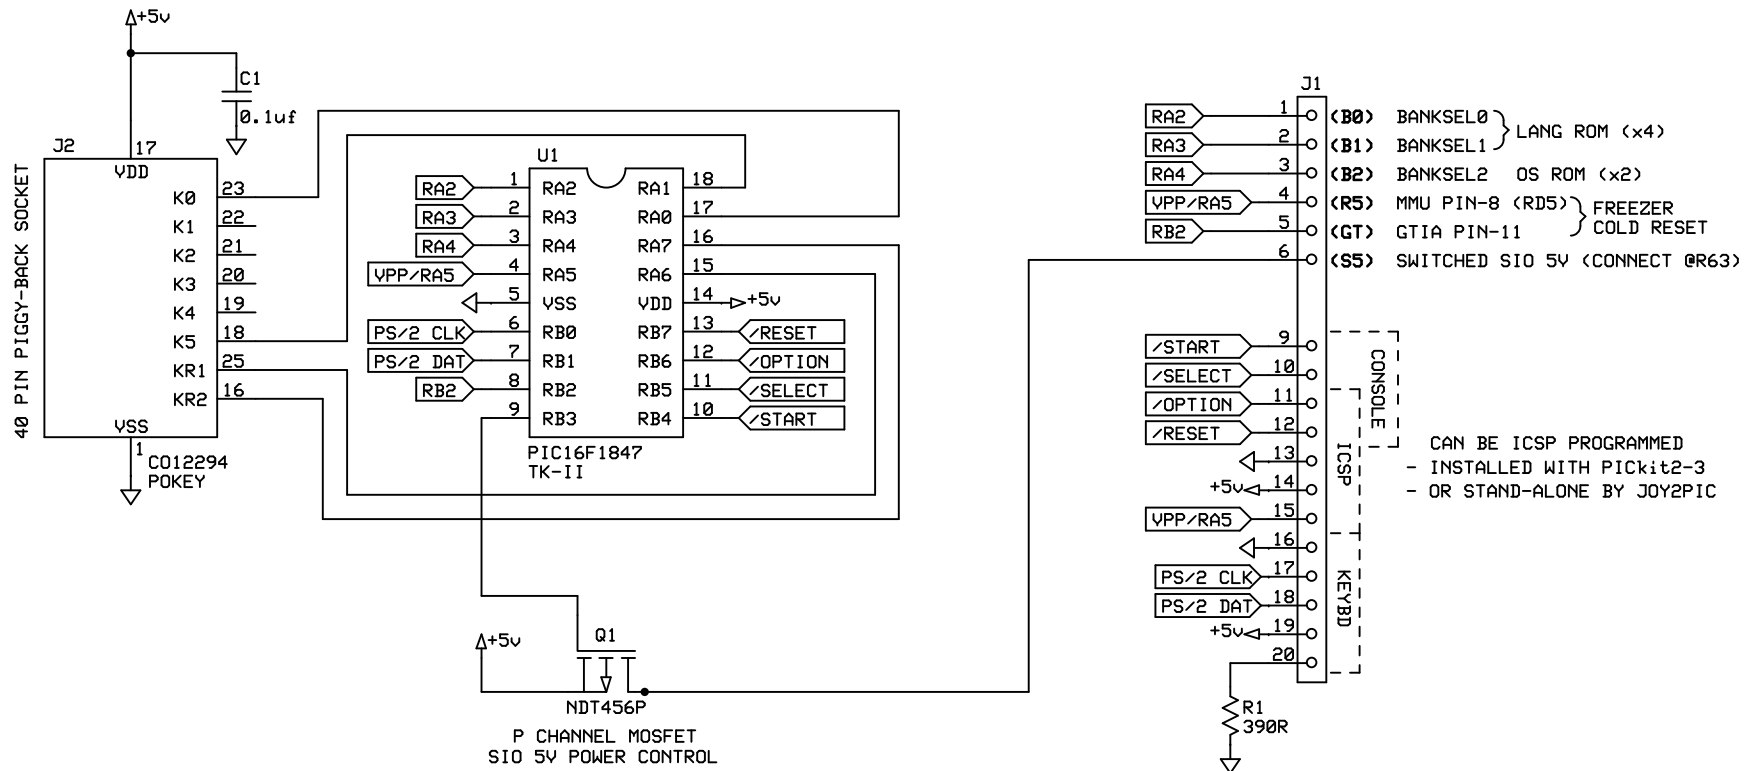 +5v
C1
0.1uf
40 PIN PIGGY-BACK SOCKET
J2
17
VDD
K0 23
K1 22
K2 21
K3 20
K4 19
K5 18
KR1 25
KR2 16
VSS
1
CO12294
POKEY
U1
RA2 1 RA2 RA1 18
RA3 2 RA3 RA0 17
RA4 3 RA4 RA7 16
VPP/RA5 4 RA5 RA6 15
5 VSS VDD 14 +5v
PS/2 CLK 6 RB0 RB7 13 /RESET
PS/2 DAT 7 RB1 RB6 12 /OPTION
RB2 8 RB2 RB5 11 /SELECT
9 RB3 RB4 10 /START
PIC16F1847
TK-II
+5v
Q1
NDT456P
P CHANNEL MOSFET
SIO 5V POWER CONTROL
J1
RA2 1 (B0) BANKSEL0
RA3 2 (B1) BANKSEL1
LANG ROM (x4)
RA4 3 (B2) BANKSEL2 OS ROM (x2)
VPP/RA5 4 (R5) MMU PIN-8 (RD5)
RB2 5 (GT) GTIA PIN-11
FREEZER
COLD RESET
6 (S5) SWITCHED SIO 5V (CONNECT @R63)
/START 9
/SELECT 10
/OPTION 11
/RESET 12
13
+5v 14
VPP/RA5 15
16
PS/2 CLK 17
PS/2 DAT 18
+5v 19
20
CONSOLE
ICSP
KEYBD
CAN BE ICSP PROGRAMMED
- INSTALLED WITH PICkit2-3
- OR STAND-ALONE BY JOY2PIC
R1
390R